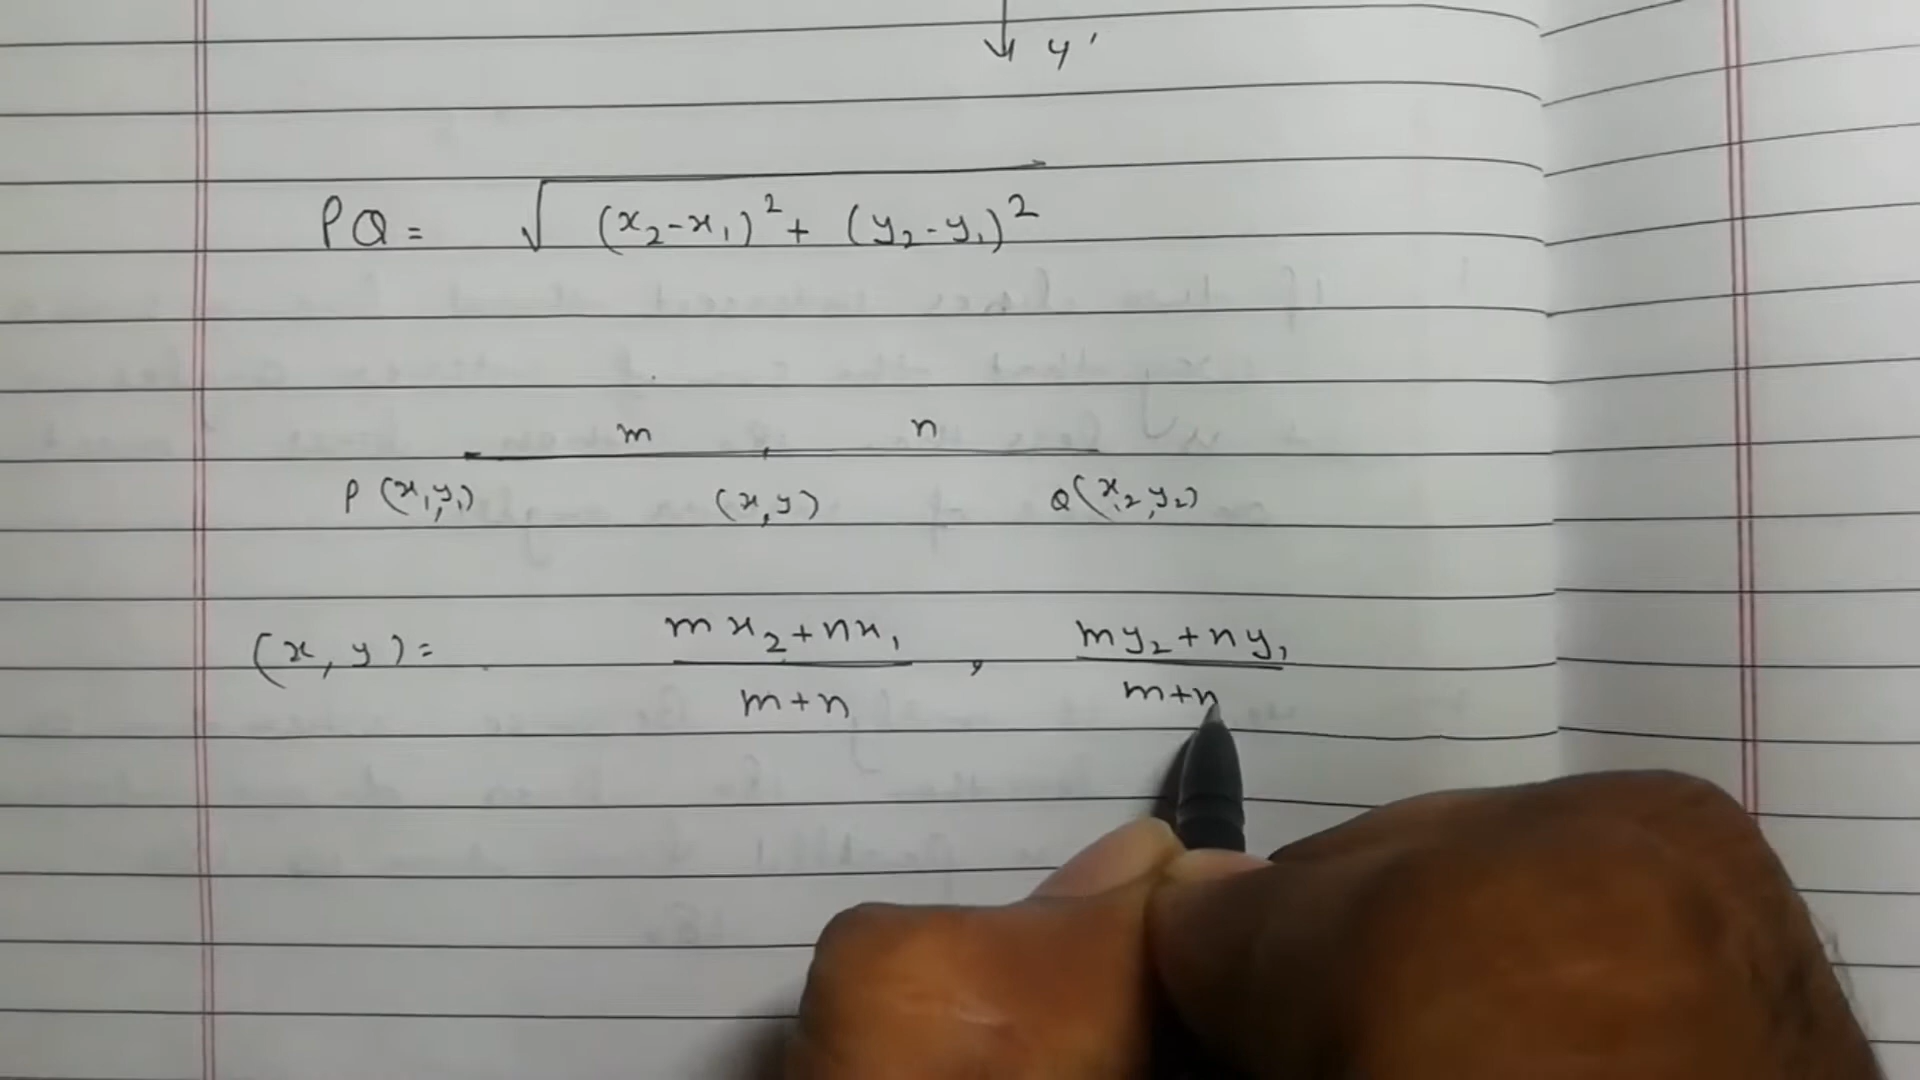 y'
PQ = √(x₂-x₁)² + (y₂-y₁)²
m n
P (x₁,y₁) (x,y) Q(x₂,y₂)
(x, y) = mx₂+nx₁/m+n , my₂+ny₁/m+n